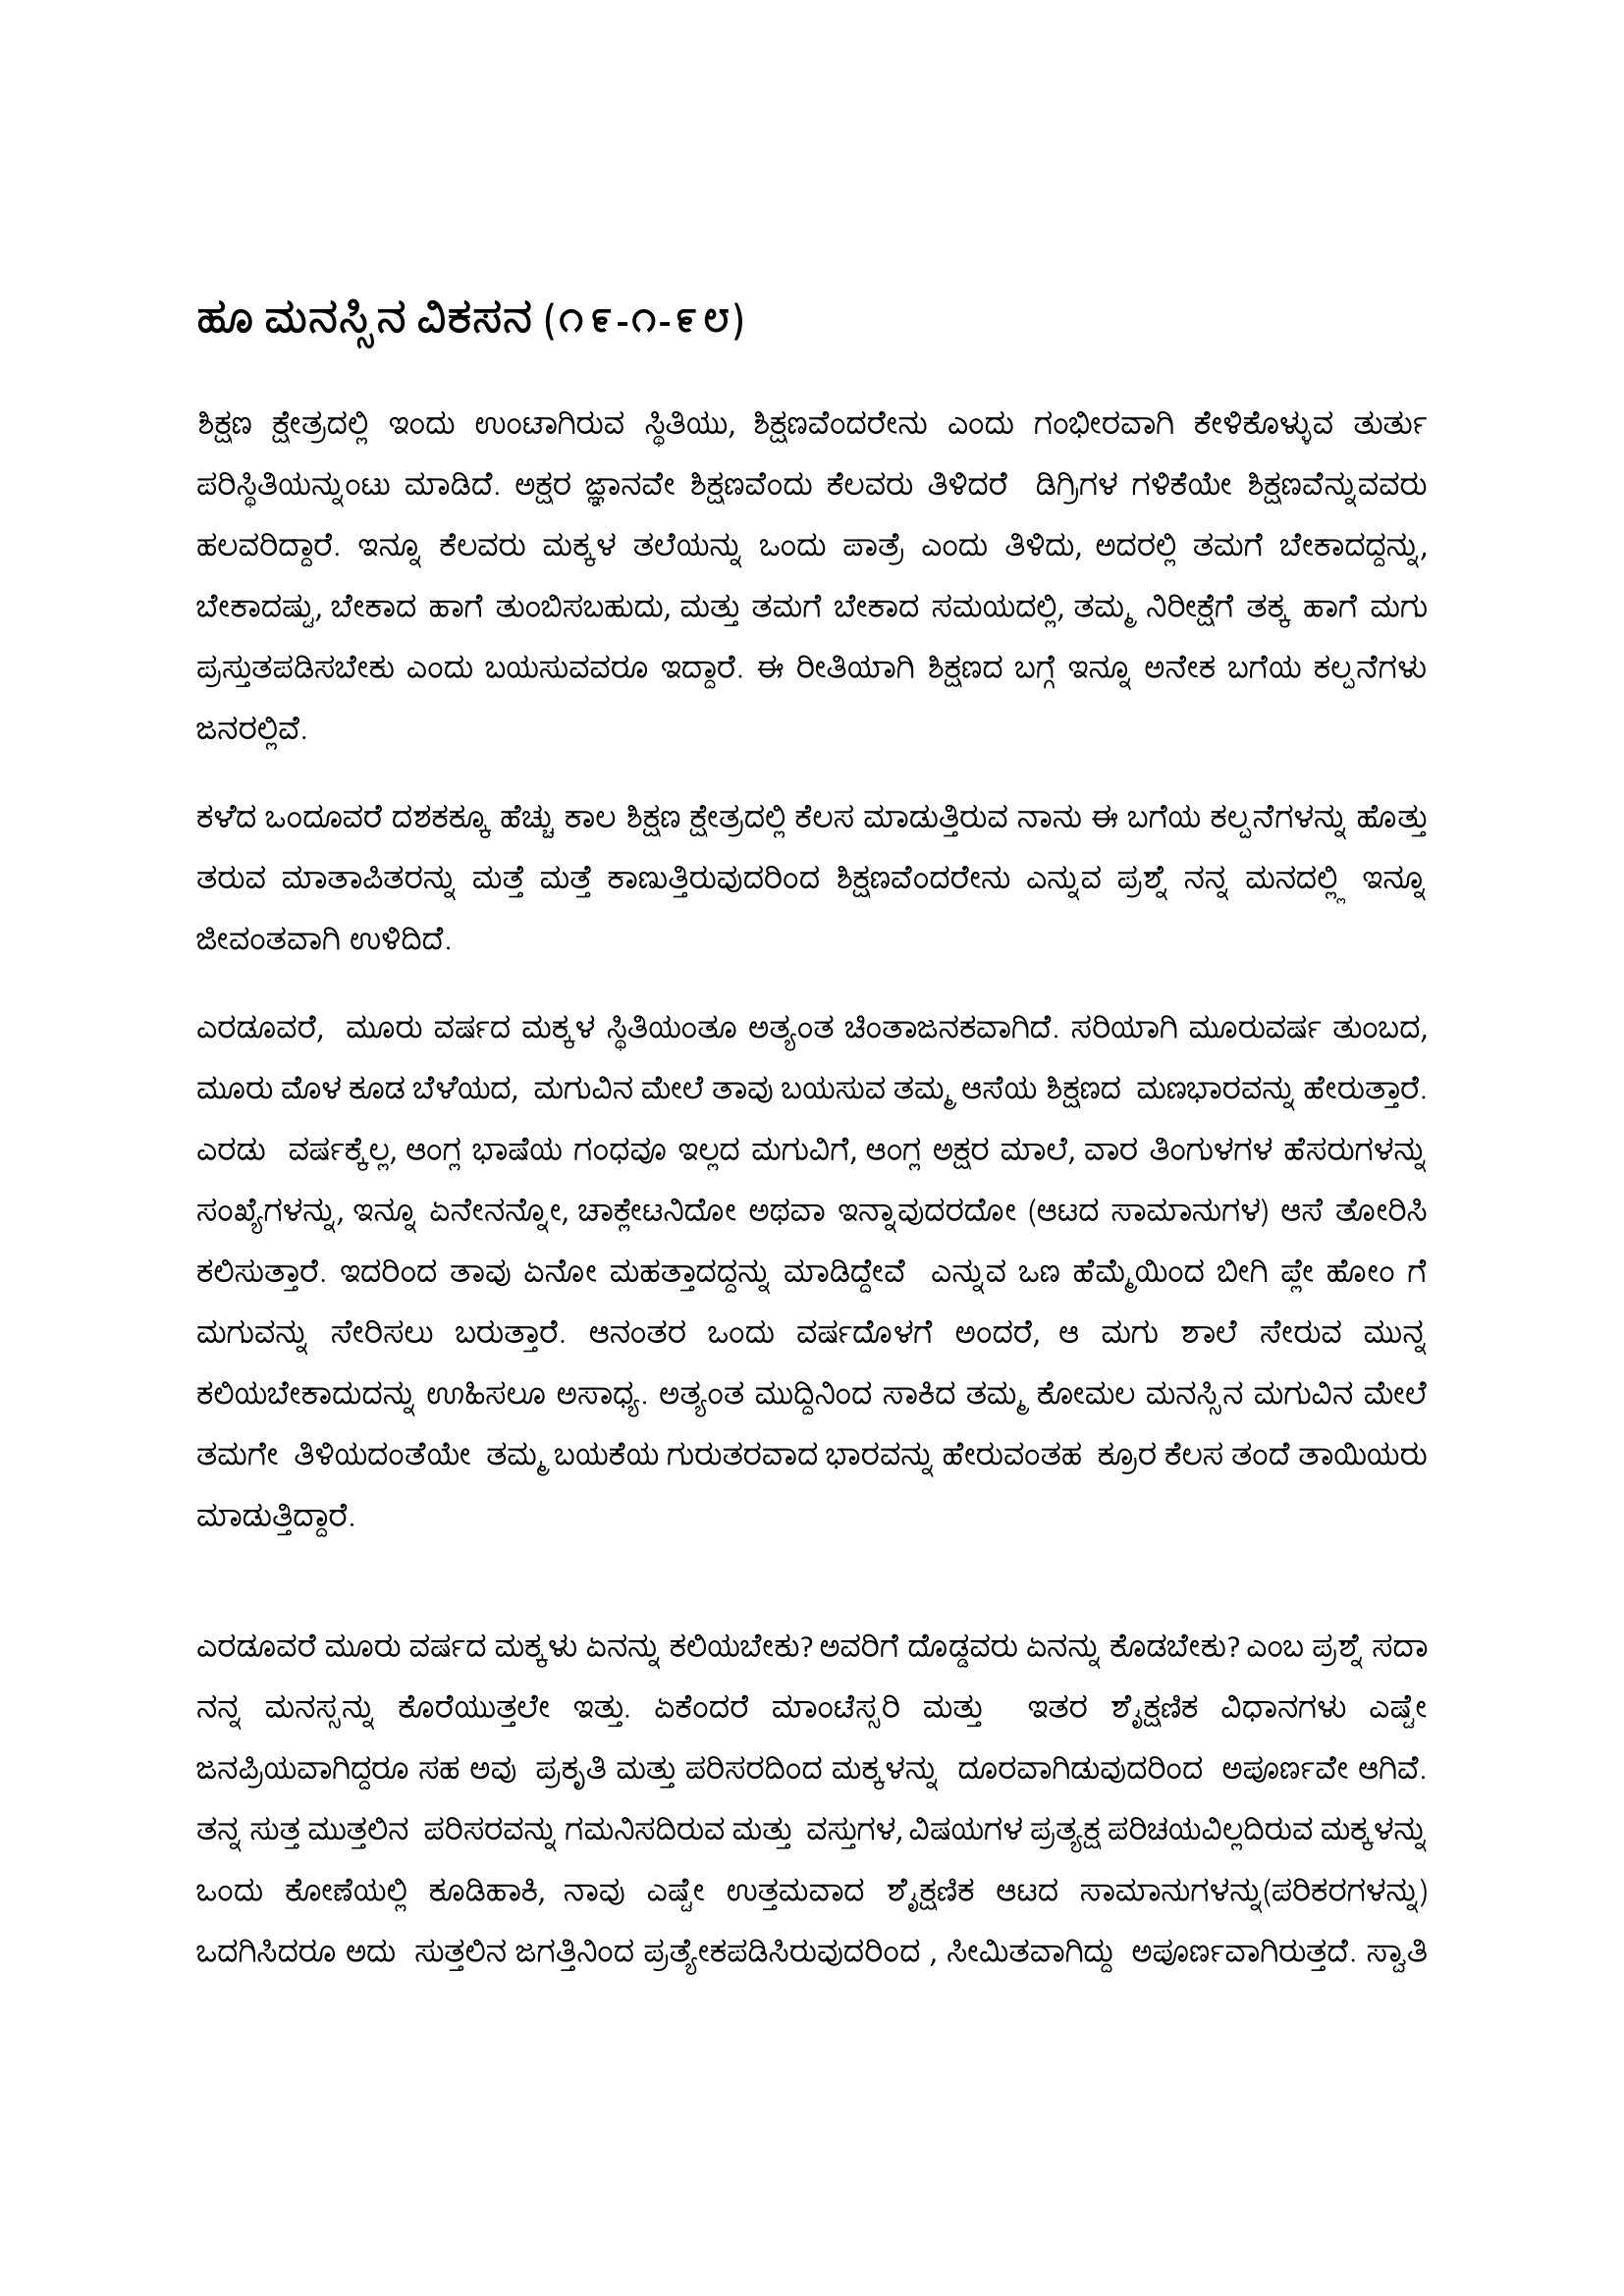 ಹೂ ಮನಸ್ಸಿನ ವಿಕಸನ (೧೯-೧-೯೮)
ಶಿಕ್ಷಣ ಕ್ಷೇತ್ರದಲ್ಲಿ ಇಂದು ಉಂಟಾಗಿರುವ ಸ್ಥಿತಿಯು, ಶಿಕ್ಷಣವೆಂದರೇನು ಎಂದು ಗಂಭೀರವಾಗಿ ಕೇಳಿಕೊಳ್ಳುವ ತುರ್ತು
ಪರಿಸ್ಥಿತಿಯನ್ನುಂಟು ಮಾಡಿದೆ. ಅಕ್ಷರ ಜ್ಞಾನವೇ ಶಿಕ್ಷಣವೆಂದು ಕೆಲವರು ತಿಳಿದರೆ ಡಿಗ್ರಿಗಳ ಗಳಿಕೆಯೇ ಶಿಕ್ಷಣವೆನ್ನುವವರು
ಹಲವರಿದ್ದಾರೆ. ಇನ್ನೂ ಕೆಲವರು ಮಕ್ಕಳ ತಲೆಯನ್ನು ಒಂದು ಪಾತ್ರೆ ಎಂದು ತಿಳಿದು, ಅದರಲ್ಲಿ ತಮಗೆ ಬೇಕಾದದ್ದನ್ನು,
ಬೇಕಾದಷ್ಟು, ಬೇಕಾದ ಹಾಗೆ ತುಂಬಿಸಬಹುದು, ಮತ್ತು ತಮಗೆ ಬೇಕಾದ ಸಮಯದಲ್ಲಿ, ತಮ್ಮ ನಿರೀಕ್ಷೆಗೆ ತಕ್ಕ ಹಾಗೆ ಮಗು
ಪ್ರಸ್ತುತಪಡಿಸಬೇಕು ಎಂದು ಬಯಸುವವರೂ ಇದ್ದಾರೆ. ಈ ರೀತಿಯಾಗಿ ಶಿಕ್ಷಣದ ಬಗ್ಗೆ ಇನ್ನೂ ಅನೇಕ ಬಗೆಯ ಕಲ್ಪನೆಗಳು
ಜನರಲ್ಲಿವೆ.
ಕಳೆದ ಒಂದೂವರೆ ದಶಕಕ್ಕೂ ಹೆಚ್ಚು ಕಾಲ ಶಿಕ್ಷಣ ಕ್ಷೇತ್ರದಲ್ಲಿ ಕೆಲಸ ಮಾಡುತ್ತಿರುವ ನಾನು ಈ ಬಗೆಯ ಕಲ್ಪನೆಗಳನ್ನು ಹೊತ್ತು
ತರುವ ಮಾತಾಪಿತರನ್ನು ಮತ್ತೆ ಮತ್ತೆ ಕಾಣುತ್ತಿರುವುದರಿಂದ ಶಿಕ್ಷಣವೆಂದರೇನು ಎನ್ನುವ ಪ್ರಶ್ನೆ ನನ್ನ ಮನದಲ್ಲ್ಲಿ ಇನ್ನೂ
ಜೀವಂತವಾಗಿ ಉಳಿದಿದೆ.
ಎರಡೂವರೆ, ಮೂರು ವರ್ಷದ ಮಕ್ಕಳ ಸ್ಥಿತಿಯಂತೂ ಅತ್ಯಂತ ಚಿಂತಾಜನಕವಾಗಿದೆ. ಸರಿಯಾಗಿ ಮೂರುವರ್ಷ ತುಂಬದ,
ಮೂರು ಮೊಳ ಕೂಡ ಬೆಳೆಯದ, ಮಗುವಿನ ಮೇಲೆ ತಾವು ಬಯಸುವ ತಮ್ಮ ಆಸೆಯ ಶಿಕ್ಷಣದ ಮಣಭಾರವನ್ನು ಹೇರುತ್ತಾರೆ.
ಎರಡು ವರ್ಷಕ್ಕೆಲ್ಲ, ಆಂಗ್ಲ ಭಾಷೆಯ ಗಂಧವೂ ಇಲ್ಲದ ಮಗುವಿಗೆ, ಆಂಗ್ಲ ಅಕ್ಷರ ಮಾಲೆ, ವಾರ ತಿಂಗುಳಗಳ ಹೆಸರುಗಳನ್ನು
ಸಂಖ್ಯೆಗಳನ್ನು, ಇನ್ನೂ ಏನೇನನ್ನೋ, ಚಾಕ್ಲೇಟನಿದೋ ಅಥವಾ ಇನ್ನಾವುದರದೋ (ಆಟದ ಸಾಮಾನುಗಳ) ಆಸೆ ತೋರಿಸಿ
ಕಲಿಸುತ್ತಾರೆ. ಇದರಿಂದ ತಾವು ಏನೋ ಮಹತ್ತಾದದ್ದನ್ನು ಮಾಡಿದ್ದೇವೆ ಎನ್ನುವ ಒಣ ಹೆಮ್ಮೆಯಿಂದ ಬೀಗಿ ಪ್ಲೇ ಹೋಂ ಗೆ
ಮಗುವನ್ನು ಸೇರಿಸಲು ಬರುತ್ತಾರೆ. ಆನಂತರ ಒಂದು ವರ್ಷದೊಳಗೆ ಅಂದರೆ, ಆ ಮಗು ಶಾಲೆ ಸೇರುವ ಮುನ್ನ
ಕಲಿಯಬೇಕಾದುದನ್ನು ಊಹಿಸಲೂ ಅಸಾಧ್ಯ. ಅತ್ಯಂತ ಮುದ್ದಿನಿಂದ ಸಾಕಿದ ತಮ್ಮ ಕೋಮಲ ಮನಸ್ಸಿನ ಮಗುವಿನ ಮೇಲೆ
ತಮಗೇ ತಿಳಿಯದಂತೆಯೇ ತಮ್ಮ ಬಯಕೆಯ ಗುರುತರವಾದ ಭಾರವನ್ನು ಹೇರುವಂತಹ ಕ್ರೂರ ಕೆಲಸ ತಂದೆ ತಾಯಿಯರು
ಮಾಡುತ್ತಿದ್ದಾರೆ.
ಎರಡೂವರೆ ಮೂರು ವರ್ಷದ ಮಕ್ಕಳು ಏನನ್ನು ಕಲಿಯಬೇಕು? ಅವರಿಗೆ ದೊಡ್ಡವರು ಏನನ್ನು ಕೊಡಬೇಕು? ಎಂಬ ಪ್ರಶ್ನೆ ಸದಾ
ನನ್ನ ಮನಸ್ಸನ್ನು ಕೊರೆಯುತ್ತಲೇ ಇತ್ತು. ಏಕೆಂದರೆ ಮಾಂಟೆಸ್ಸರಿ ಮತ್ತು ಇತರ ಶೈಕ್ಷಣಿಕ ವಿಧಾನಗಳು ಎಷ್ಟೇ
ಜನಪ್ರಿಯವಾಗಿದ್ದರೂ ಸಹ ಅವು ಪ್ರಕೃತಿ ಮತ್ತು ಪರಿಸರದಿಂದ ಮಕ್ಕಳನ್ನು ದೂರವಾಗಿಡುವುದರಿಂದ ಅಪೂರ್ಣವೇ ಆಗಿವೆ.
ತನ್ನ ಸುತ್ತ ಮುತ್ತಲಿನ ಪರಿಸರವನ್ನು ಗಮನಿಸದಿರುವ ಮತ್ತು ವಸ್ತುಗಳ, ವಿಷಯಗಳ ಪ್ರತ್ಯಕ್ಷ ಪರಿಚಯವಿಲ್ಲದಿರುವ ಮಕ್ಕಳನ್ನು
ಒಂದು ಕೋಣೆಯಲ್ಲಿ ಕೂಡಿಹಾಕಿ, ನಾವು ಎಷ್ಟೇ ಉತ್ತಮವಾದ ಶೈಕ್ಷಣಿಕ ಆಟದ ಸಾಮಾನುಗಳನ್ನು(ಪರಿಕರಗಳನ್ನು)
ಒದಗಿಸಿದರೂ ಅದು ಸುತ್ತಲಿನ ಜಗತ್ತಿನಿಂದ ಪ್ರತ್ಯೇಕಪಡಿಸಿರುವುದರಿಂದ , ಸೀಮಿತವಾಗಿದ್ದು ಅಪೂರ್ಣವಾಗಿರುತ್ತದೆ. ಸ್ವಾತಿ